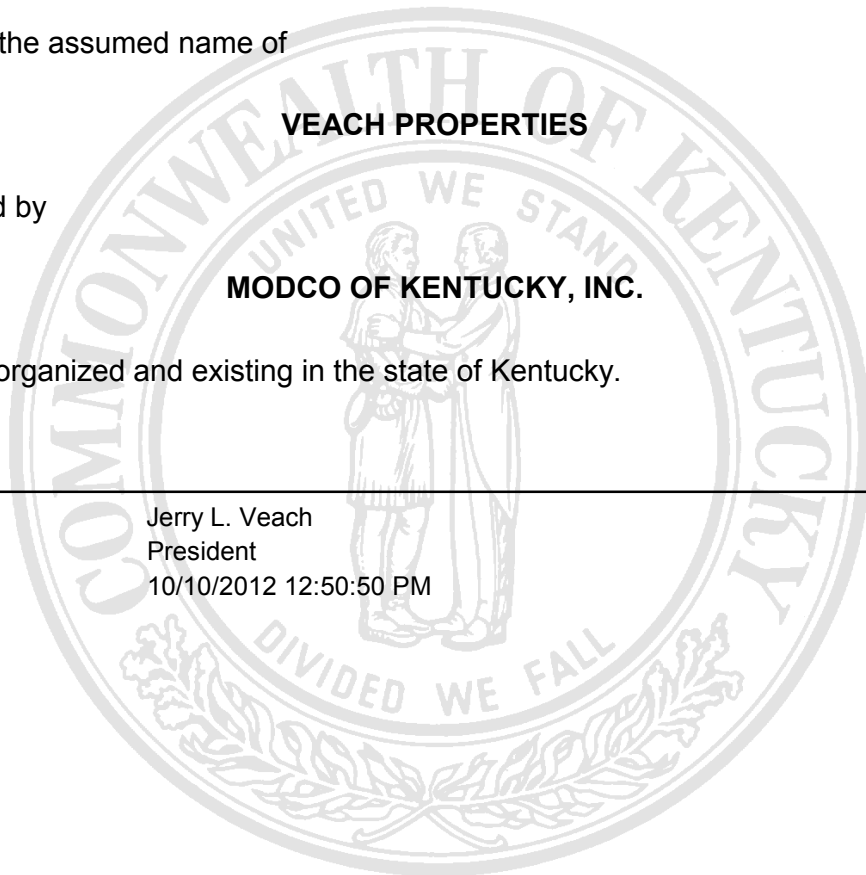 the assumed name of
VEACH PROPERTIES
d by
MODCO OF KENTUCKY, INC.
organized and existing in the state of Kentucky.
Jerry L. Veach
President
10/10/2012 12:50:50 PM
COMMONWEALTH OF KENTUCKY
UNITED WE STAND
DIVIDED WE FALL